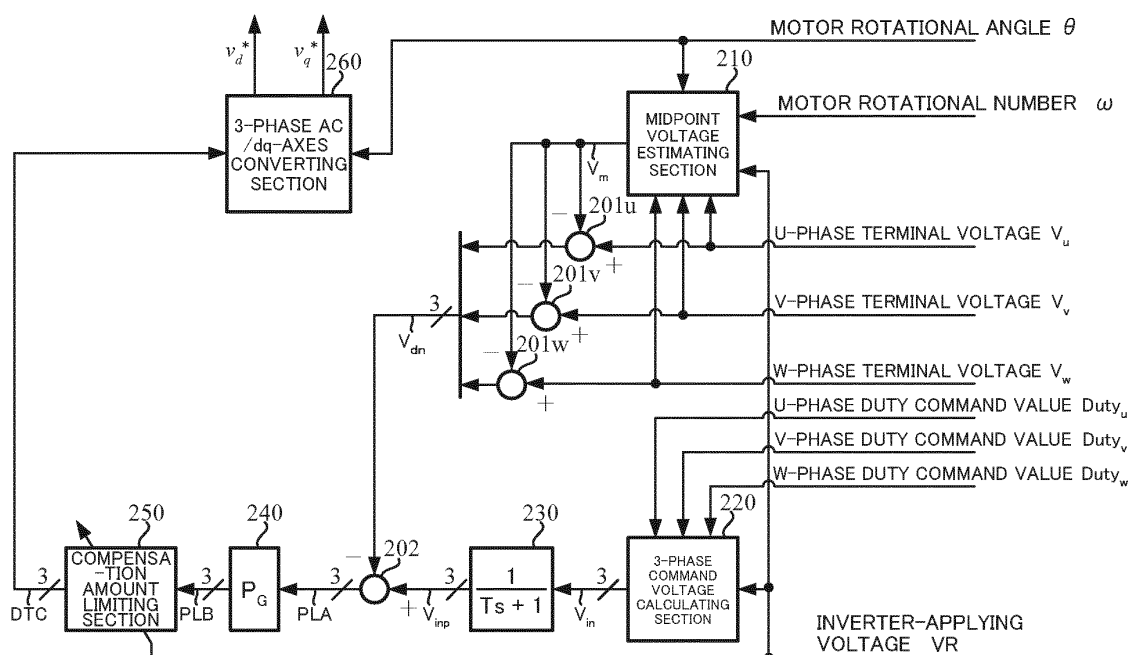 MOTOR ROTATIONAL ANGLE θ
v_d* v_q*
260
210
3-PHASE AC
/dq-AXES
CONVERTING
SECTION
MIDPOINT
VOLTAGE
ESTIMATING
SECTION
MOTOR ROTATIONAL NUMBER ω
V_m
− 201u
+
U-PHASE TERMINAL VOLTAGE V_u
− 201v
+
3
V_dn
V-PHASE TERMINAL VOLTAGE V_v
− 201w
+
W-PHASE TERMINAL VOLTAGE V_w
U-PHASE DUTY COMMAND VALUE Duty_u
V-PHASE DUTY COMMAND VALUE Duty_v
W-PHASE DUTY COMMAND VALUE Duty_w
250
240
202
230
220
−
+
COMPENSA
-TION
AMOUNT
LIMITING
SECTION
P_G
1
Ts + 1
3-PHASE
COMMAND
VOLTAGE
CALCULATING
SECTION
3 3 3 3 3
DTC PLB PLA V_inp V_in
INVERTER-APPLYING
VOLTAGE VR